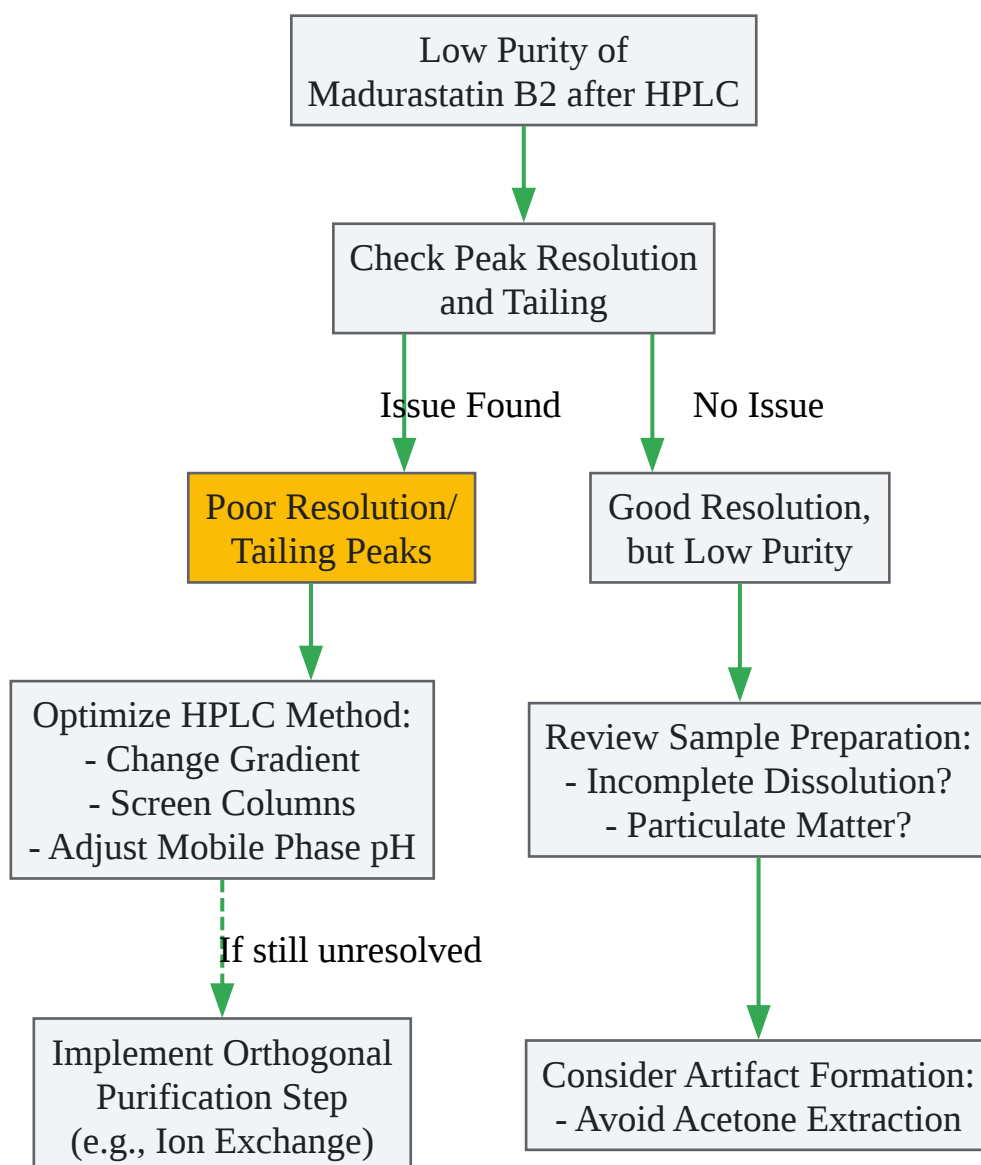 Low Purity of
Madurastatin B2 after HPLC
Check Peak Resolution
and Tailing
Issue Found
No Issue
Poor Resolution/
Tailing Peaks
Good Resolution,
but Low Purity
Optimize HPLC Method:
- Change Gradient
- Screen Columns
- Adjust Mobile Phase pH
Review Sample Preparation:
- Incomplete Dissolution?
- Particulate Matter?
If still unresolved
Implement Orthogonal
Purification Step
(e.g., Ion Exchange)
Consider Artifact Formation:
- Avoid Acetone Extraction